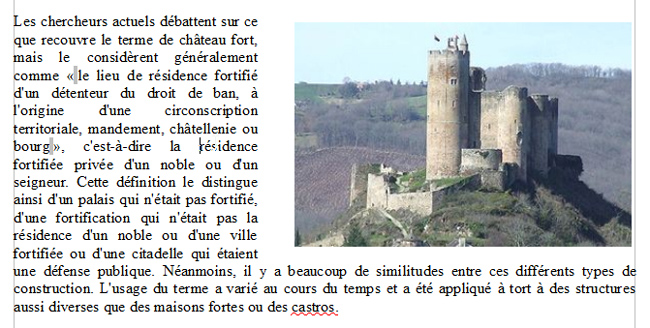 Les chercheurs actuels débattent sur ce
que recouvre le terme de château fort,
mais le considèrent généralement
comme « le lieu de résidence fortifié
d'un détenteur du droit de ban, à
l'origine d'une circonscription
territoriale, mandement, châtellenie ou
bourg », c'est-à-dire la résidence
fortifiée privée d'un noble ou d'un
seigneur. Cette définition le distingue
ainsi d'un palais qui n'était pas fortifié,
d'une fortification qui n'était pas la
résidence d'un noble ou d'une ville
fortifiée ou d'une citadelle qui étaient
une défense publique. Néanmoins, il y a beaucoup de similitudes entre ces différents types de
construction. L'usage du terme a varié au cours du temps et a été appliqué à tort à des structures
aussi diverses que des maisons fortes ou des castros.